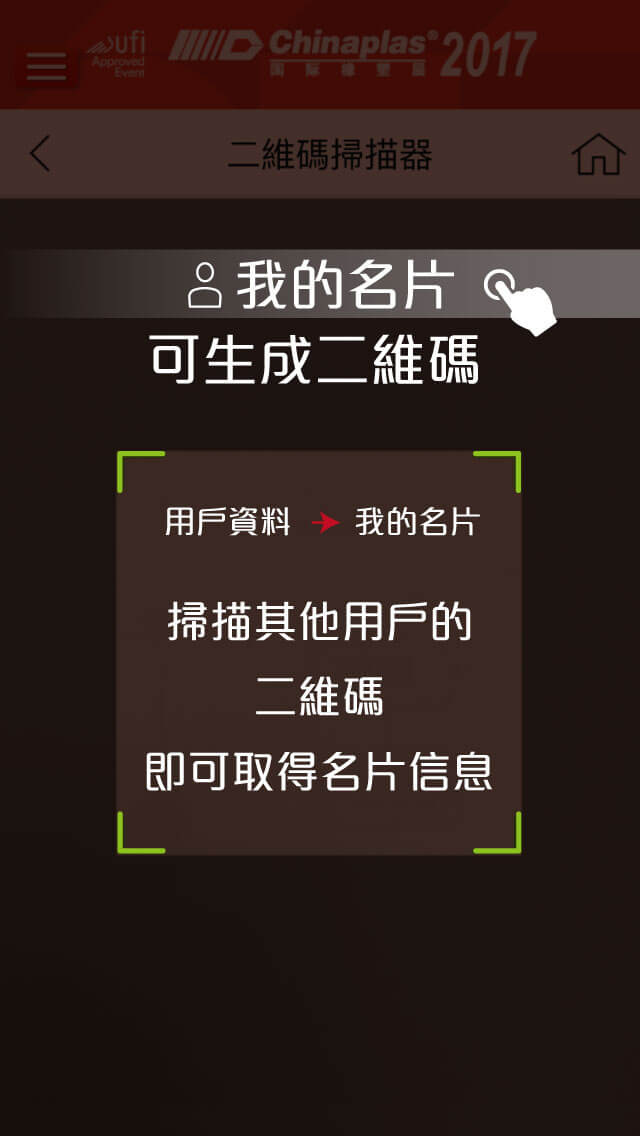 ufi
Approved
Event
Chinaplas® 2017
国际橡塑展
二維碼掃描器
我的名片
可生成二維碼
用戶資料 我的名片
掃描其他用戶的
二維碼
即可取得名片信息